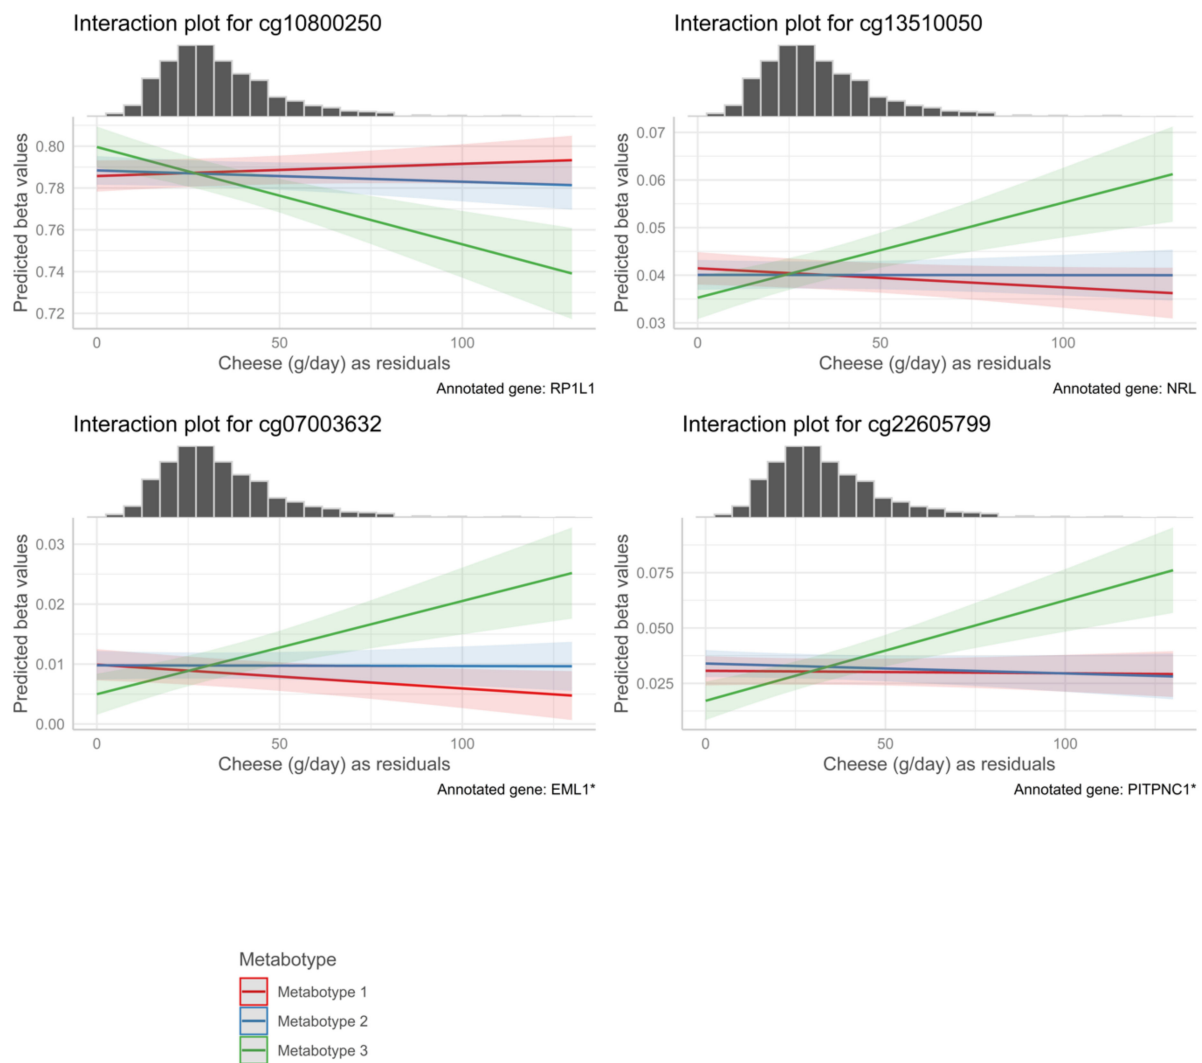 Interaction plot for cg10800250
Predicted beta values
0.80
0.78
0.76
0.74
0.72
0
50
100
Cheese (g/day) as residuals
Annotated gene: RP1L1
Interaction plot for cg13510050
Predicted beta values
0.07
0.06
0.05
0.04
0.03
0
50
100
Cheese (g/day) as residuals
Annotated gene: NRL
Interaction plot for cg07003632
Predicted beta values
0.03
0.02
0.01
0.00
0
50
100
Cheese (g/day) as residuals
Annotated gene: EML1*
Interaction plot for cg22605799
Predicted beta values
0.075
0.050
0.025
0
50
100
Cheese (g/day) as residuals
Annotated gene: PITPNC1*
Metabotype
Metabotype 1
Metabotype 2
Metabotype 3